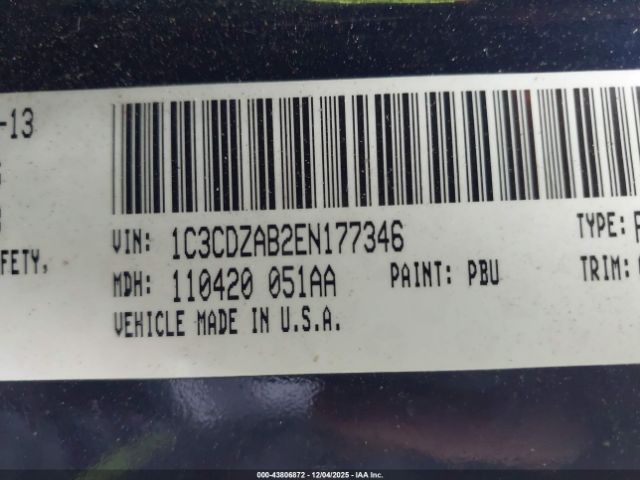 -13
FETY,
VIN: 1C3CDZAB2EN177346 TYPE:
MDH: 110420 051AA PAINT: PBU TRIM:
VEHICLE MADE IN U.S.A.
000-43806872 - 12/04/2025 - IAA Inc.